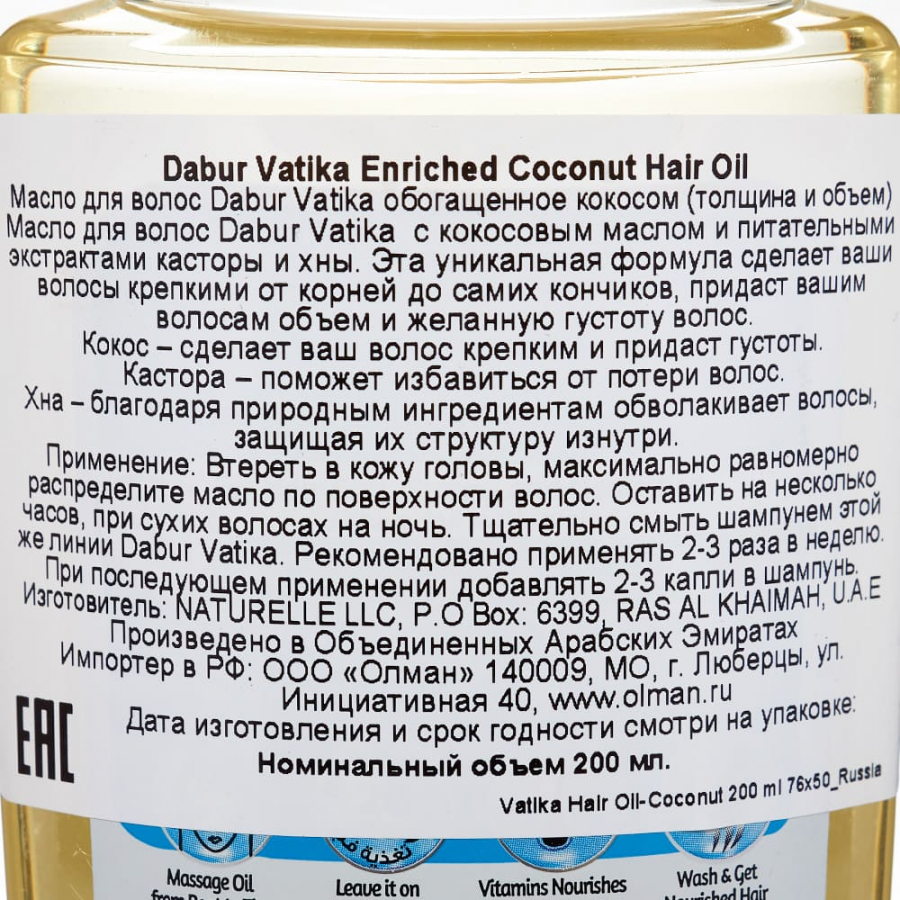 Dabur Vatika Enriched Coconut Hair Oil
Масло для волос Dabur Vatika обогащенное кокосом (толщина и объем)
Масло для волос Dabur Vatika с кокосовым маслом и питательными
экстрактами касторы и хны. Эта уникальная формула сделает ваши
волосы крепкими от корней до самих кончиков, придаст вашим
волосам объем и желанную густоту волос.
Кокос – сделает ваш волос крепким и придаст густоты.
Кастора – поможет избавиться от потери волос.
Хна – благодаря природным ингредиентам обволакивает волосы,
защищая их структуру изнутри.
Применение: Втереть в кожу головы, максимально равномерно
распределите масло по поверхности волос. Оставить на несколько
часов, при сухих волосах на ночь. Тщательно смыть шампунем этой
же линии Dabur Vatika. Рекомендовано применять 2-3 раза в неделю.
При последующем применении добавлять 2-3 капли в шампунь.
Изготовитель: NATURELLE LLC, P.O Box: 6399, RAS AL KHAIMAH, U.A.E
Произведено в Объединенных Арабских Эмиратах
Импортер в РФ: ООО «Олман» 140009, МО, г. Люберцы, ул.
Инициативная 40, www.olman.ru
Дата изготовления и срок годности смотри на упаковке:
EAC
Номинальный объем 200 мл.
Vatika Hair Oil-Coconut 200 ml 76x50_Russia
تغذية
Massage Oil
from
Leave it on
Vitamins Nourishes
Wash & Get
Nourished Hair